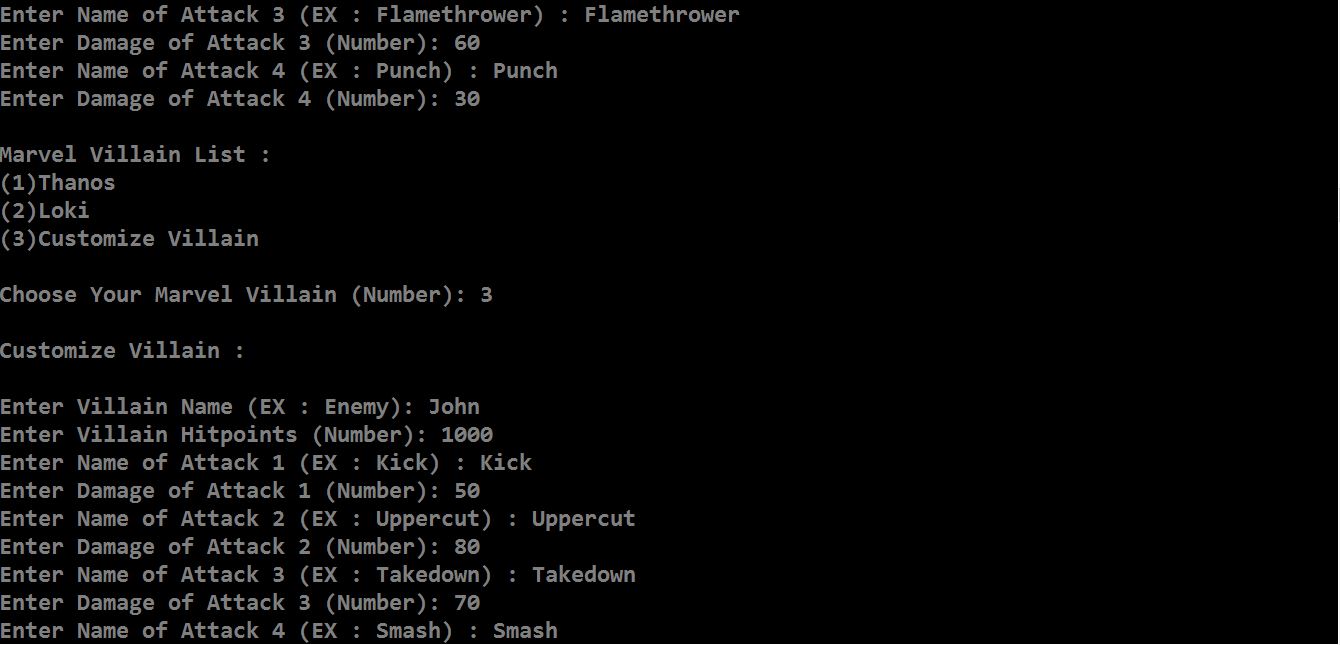 Enter Name of Attack 3 (EX : Flamethrower) : Flamethrower
Enter Damage of Attack 3 (Number): 60
Enter Name of Attack 4 (EX : Punch) : Punch
Enter Damage of Attack 4 (Number): 30
Marvel Villain List :
(1)Thanos
(2)Loki
(3)Customize Villain
Choose Your Marvel Villain (Number): 3
Customize Villain :
Enter Villain Name (EX : Enemy): John
Enter Villain Hitpoints (Number): 1000
Enter Name of Attack 1 (EX : Kick) : Kick
Enter Damage of Attack 1 (Number): 50
Enter Name of Attack 2 (EX : Uppercut) : Uppercut
Enter Damage of Attack 2 (Number): 80
Enter Name of Attack 3 (EX : Takedown) : Takedown
Enter Damage of Attack 3 (Number): 70
Enter Name of Attack 4 (EX : Smash) : Smash